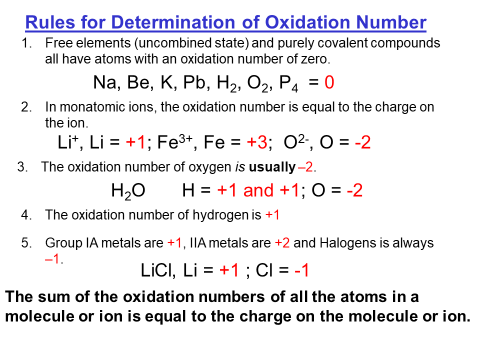 Rules for Determination of Oxidation Number
1. Free elements (uncombined state) and purely covalent compounds
all have atoms with an oxidation number of zero.
Na, Be, K, Pb, H₂, O₂, P₄ = 0
2. In monatomic ions, the oxidation number is equal to the charge on
the ion.
Li⁺, Li = +1; Fe³⁺, Fe = +3; O²⁻, O = -2
3. The oxidation number of oxygen is usually –2.
H₂O H = +1 and +1; O = -2
4. The oxidation number of hydrogen is +1
5. Group IA metals are +1, IIA metals are +2 and Halogens is always
–1.
LiCl, Li = +1 ; Cl = -1
The sum of the oxidation numbers of all the atoms in a
molecule or ion is equal to the charge on the molecule or ion.